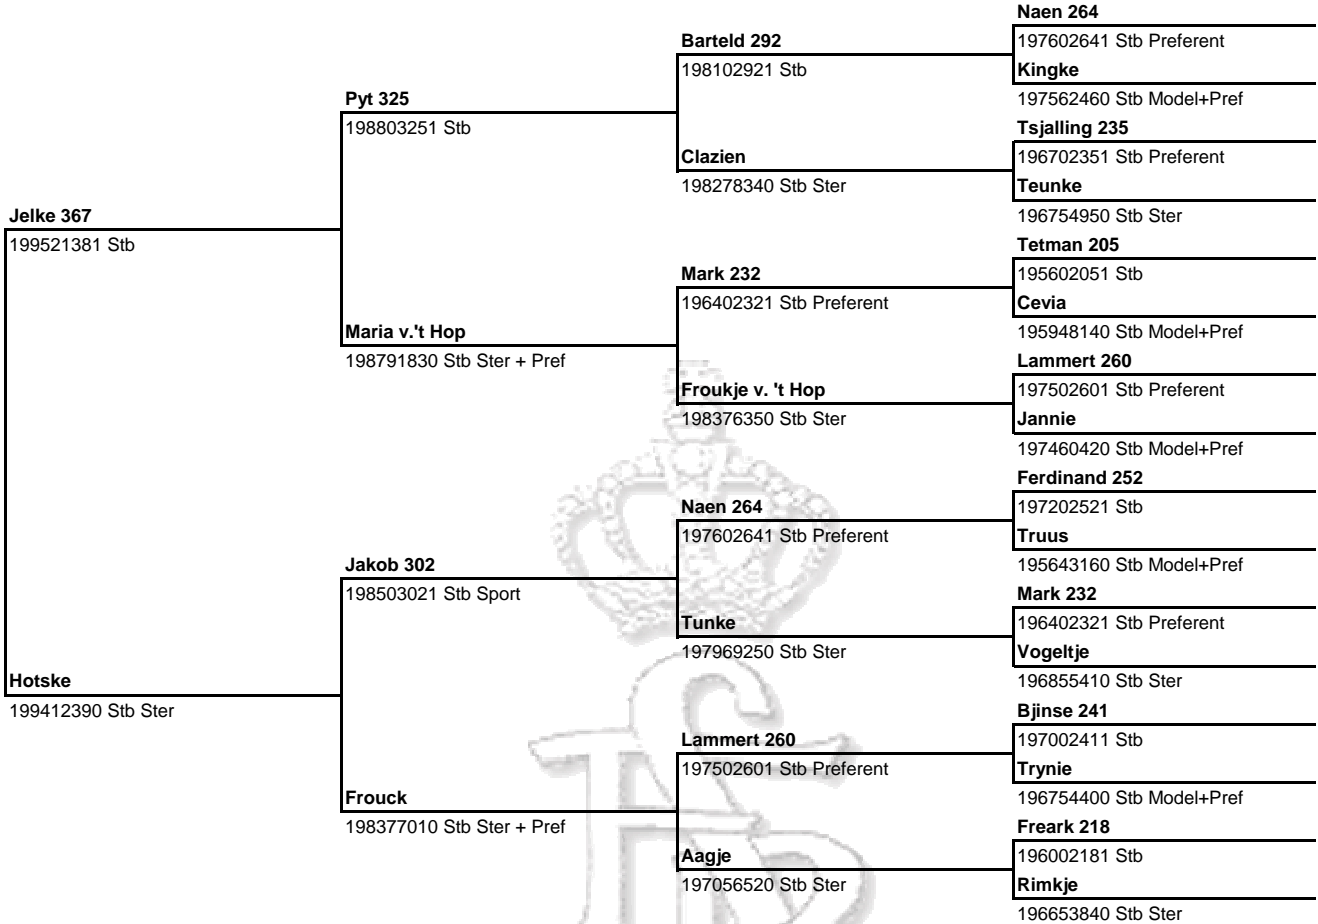 Jelke 367
199521381 Stb
Hotske
199412390 Stb Ster
Pyt 325
198803251 Stb
Maria v.'t Hop
198791830 Stb Ster + Pref
Jakob 302
198503021 Stb Sport
Frouck
198377010 Stb Ster + Pref
Barteld 292
198102921 Stb
Clazien
198278340 Stb Ster
Mark 232
196402321 Stb Preferent
Froukje v. 't Hop
198376350 Stb Ster
Naen 264
197602641 Stb Preferent
Tunke
197969250 Stb Ster
Lammert 260
197502601 Stb Preferent
Aagje
197056520 Stb Ster
Naen 264
197602641 Stb Preferent
Kingke
197562460 Stb Model+Pref
Tsjalling 235
196702351 Stb Preferent
Teunke
196754950 Stb Ster
Tetman 205
195602051 Stb
Cevia
195948140 Stb Model+Pref
Lammert 260
197502601 Stb Preferent
Jannie
197460420 Stb Model+Pref
Ferdinand 252
197202521 Stb
Truus
195643160 Stb Model+Pref
Mark 232
196402321 Stb Preferent
Vogeltje
196855410 Stb Ster
Bjinse 241
197002411 Stb
Trynie
196754400 Stb Model+Pref
Freark 218
196002181 Stb
Rimkje
196653840 Stb Ster